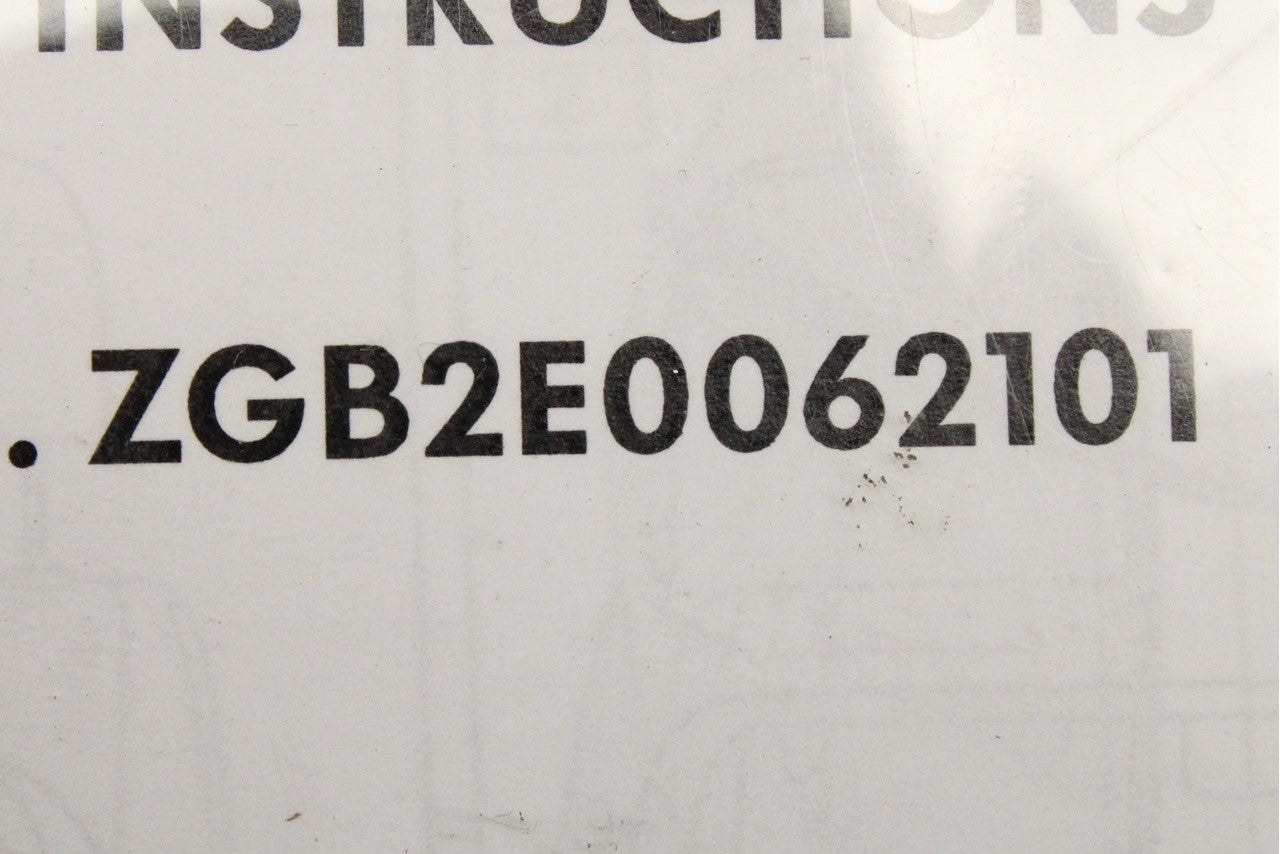 INSTRUCTIONS
. ZGB2E0062101